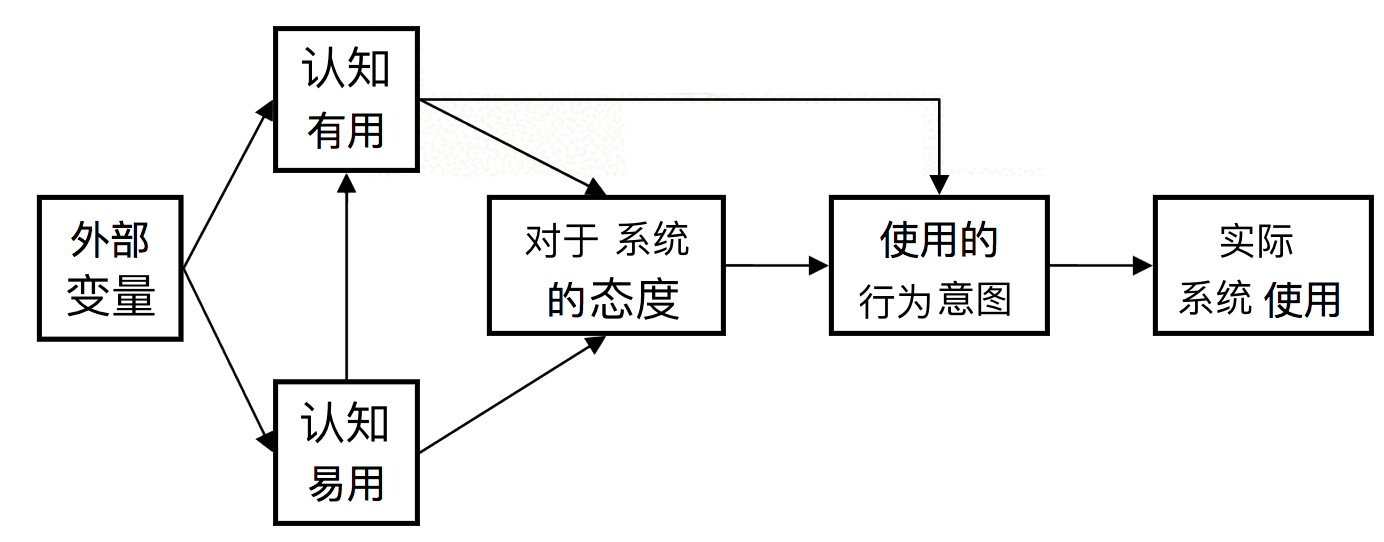 认知
有用
外部
变量
对于 系统
的态度
使用的
行为意图
实际
系统 使用
认知
易用